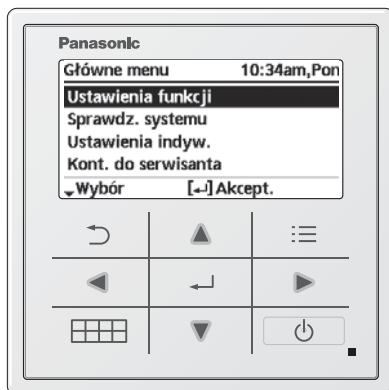 Panasonic
Główne menu 10:34am,Pon
Ustawienia funkcji
Sprawdz. systemu
Ustawienia indyw.
Kont. do serwisanta
Wybór [↵] Akcept.